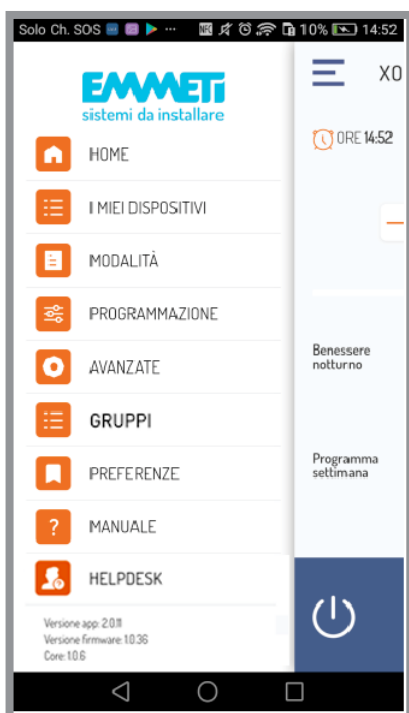 Solo Ch. SOS 10% 14:52
EMMETI
sistemi da installare
HOME
I MIEI DISPOSITIVI
MODALITÀ
PROGRAMMAZIONE
AVANZATE
GRUPPI
PREFERENZE
? MANUALE
HELPDESK
Versione app: 2.0.11
Versione firmware: 1.0.36
Core: 1.0.6
X0
ORE 14:52
Benessere
notturno
Programma
settimana